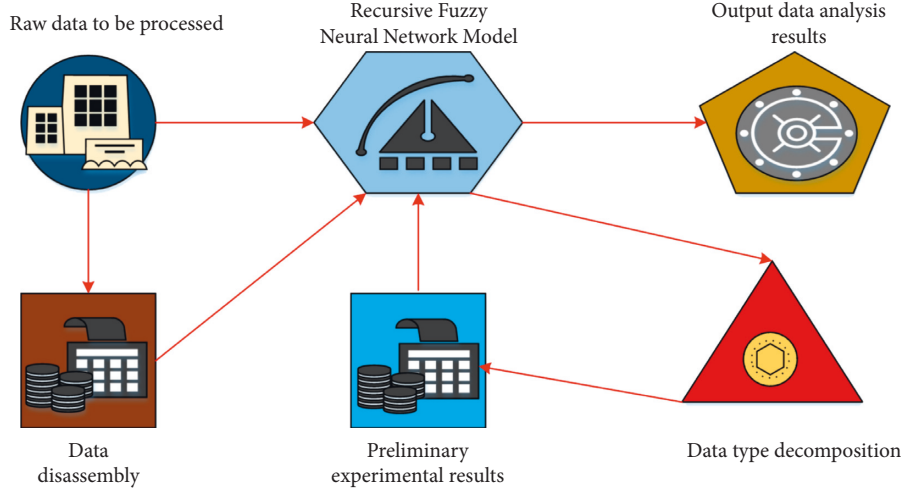 Raw data to be processed
Recursive Fuzzy
Neural Network Model
Output data analysis
results
Data
disassembly
Preliminary
experimental results
Data type decomposition